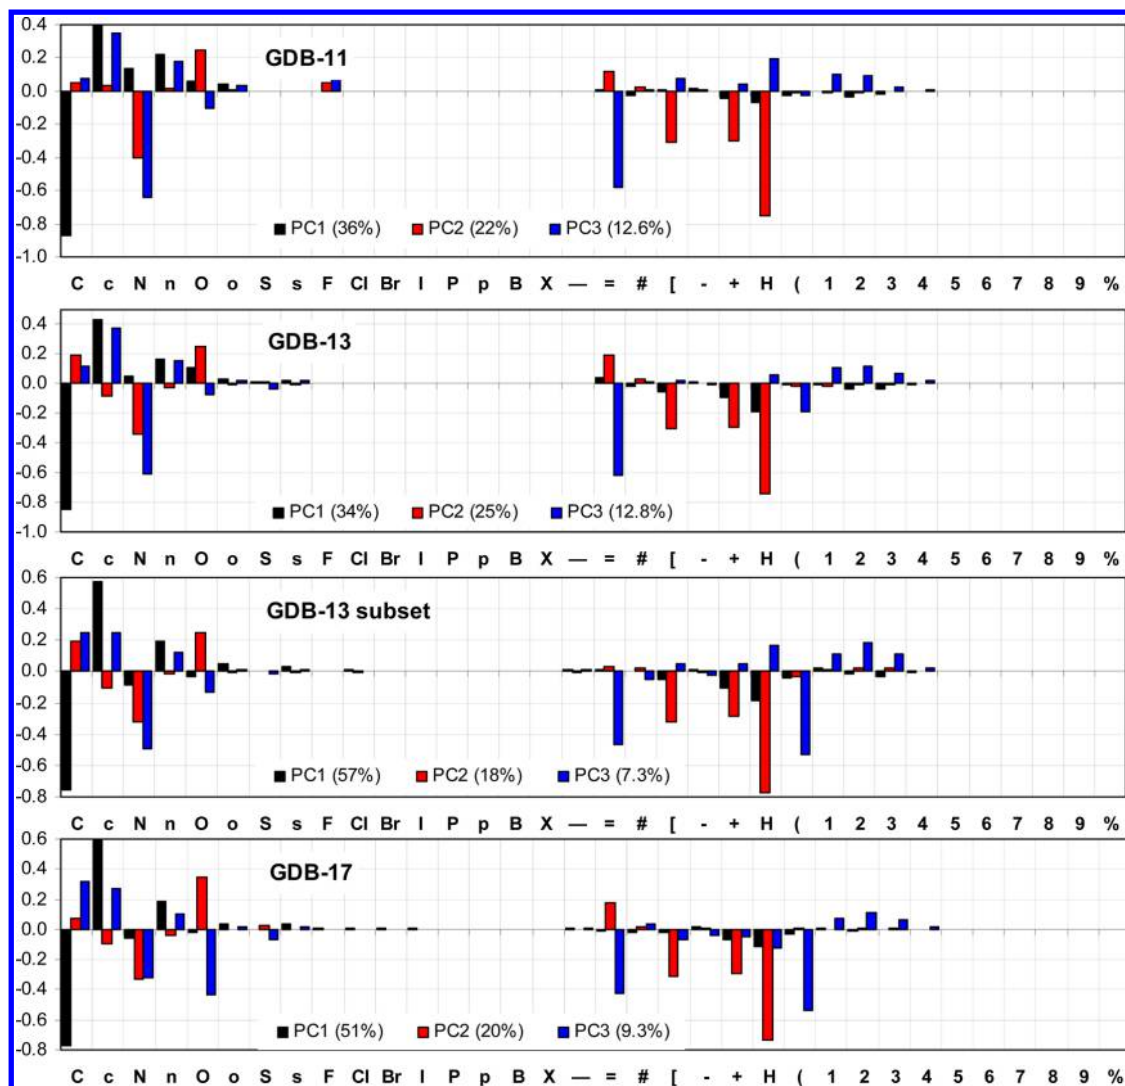 0.4
GDB-11
0.2
0.0
-0.2
-0.4
-0.6
-0.8
PC1 (36%) PC2 (22%) PC3 (12.6%)
-1.0
C c N n O o S s F Cl Br I P p B X — = # [ - + H ( 1 2 3 4 5 6 7 8 9 %
0.4
GDB-13
0.2
0.0
-0.2
-0.4
-0.6
-0.8
PC1 (34%) PC2 (25%) PC3 (12.8%)
-1.0
C c N n O o S s F Cl Br I P p B X — = # [ - + H ( 1 2 3 4 5 6 7 8 9 %
0.6
GDB-13 subset
0.4
0.2
0.0
-0.2
-0.4
-0.6
PC1 (57%) PC2 (18%) PC3 (7.3%)
-0.8
C c N n O o S s F Cl Br I P p B X — = # [ - + H ( 1 2 3 4 5 6 7 8 9 %
0.6
GDB-17
0.4
0.2
0.0
-0.2
-0.4
-0.6
PC1 (51%) PC2 (20%) PC3 (9.3%)
-0.8
C c N n O o S s F Cl Br I P p B X — = # [ - + H ( 1 2 3 4 5 6 7 8 9 %